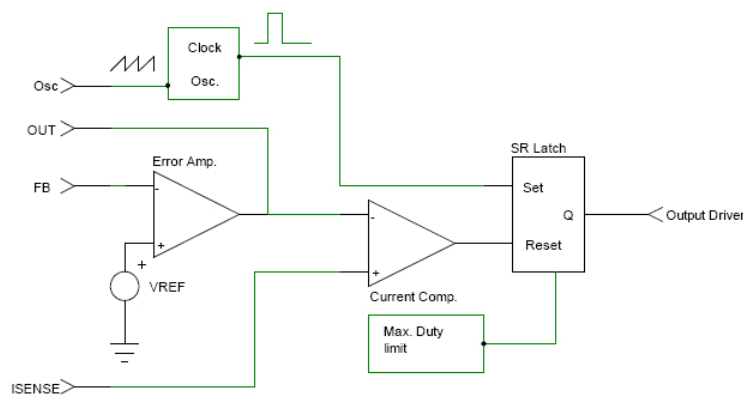 Clock
Osc.
Osc
OUT
Error Amp.
SR Latch
FB
-
+
Set
-
Q
Output Driver
+
VREF
Reset
+
Current Comp.
Max. Duty
limit
ISENSE